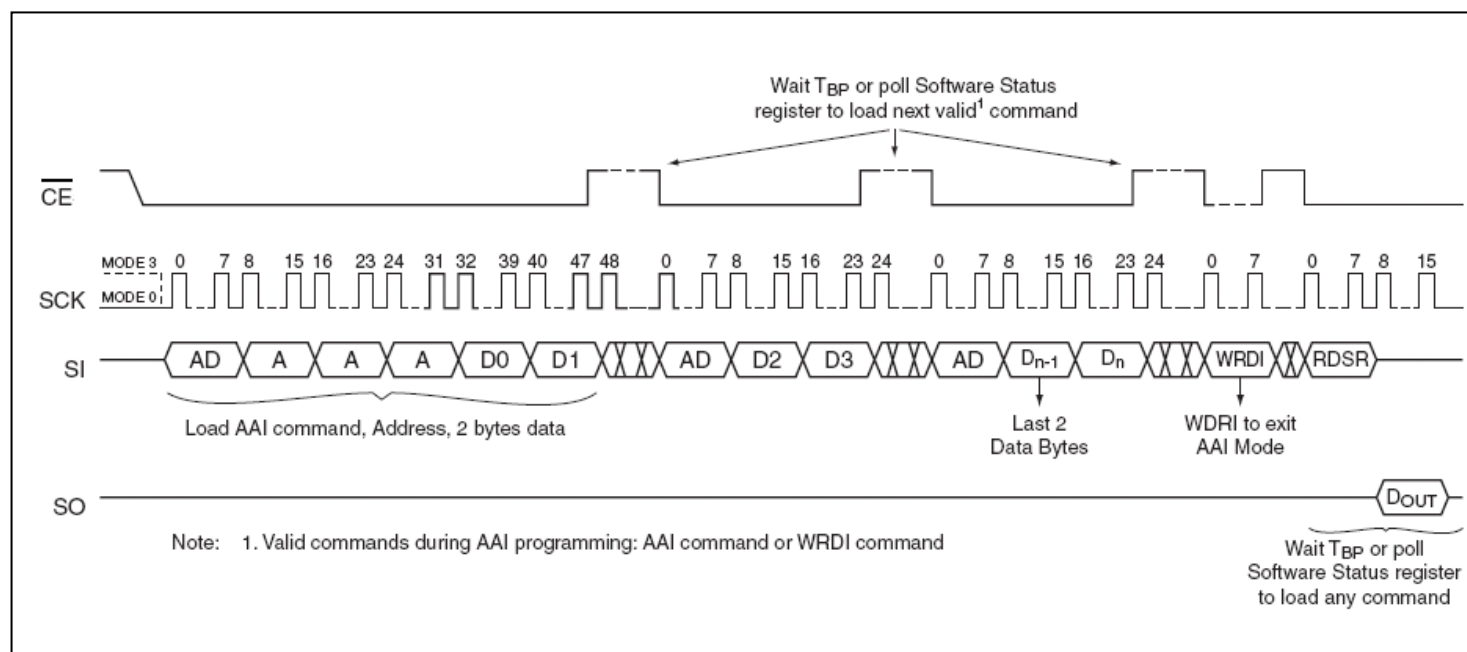 Wait TBP or poll Software Status
register to load next valid1 command
CE
MODE 3 0 7 8 15 16 23 24 31 32 39 40 47 48 0 7 8 15 16 23 24 0 7 8 15 16 23 24 0 7 0 7 8 15
MODE 0
SCK
SI AD A A A D0 D1 AD D2 D3 AD Dn-1 Dn WRDI RDSR
Load AAI command, Address, 2 bytes data
Last 2
Data Bytes
WDRI to exit
AAI Mode
SO DOUT
Note: 1. Valid commands during AAI programming: AAI command or WRDI command
Wait TBP or poll
Software Status register
to load any command